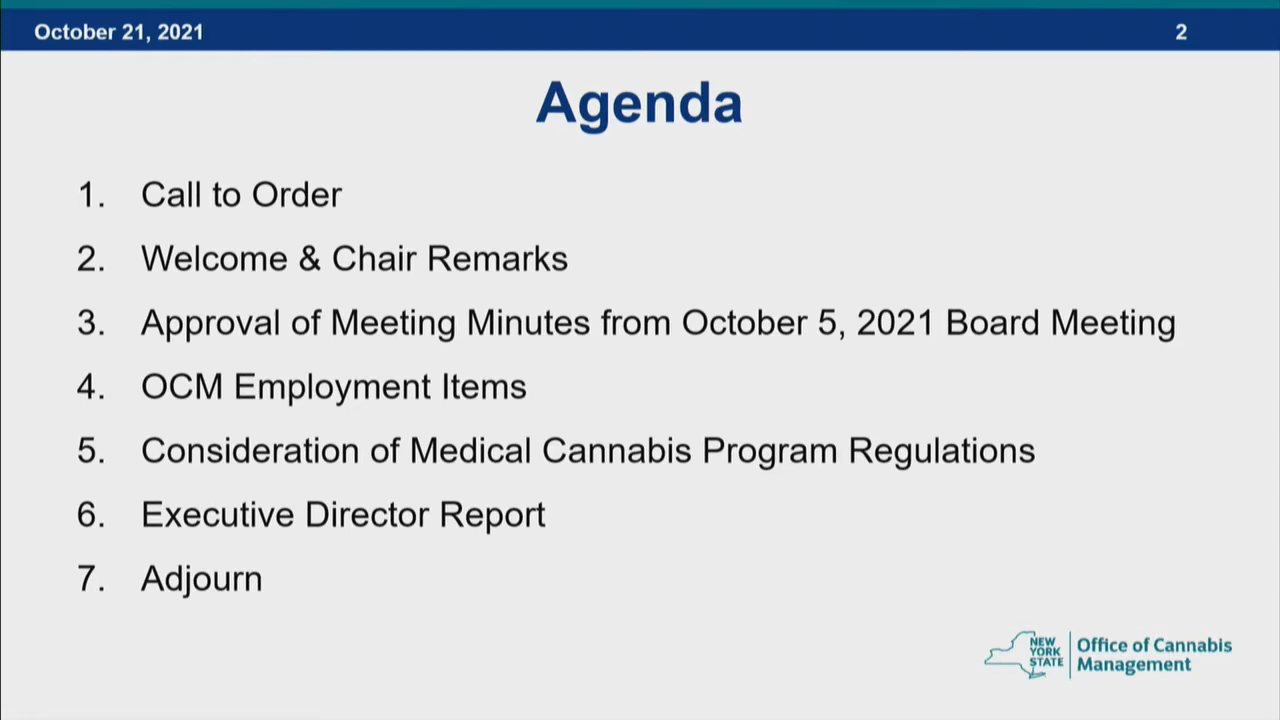 October 21, 2021
2
Agenda
1. Call to Order
2. Welcome & Chair Remarks
3. Approval of Meeting Minutes from October 5, 2021 Board Meeting
4. OCM Employment Items
5. Consideration of Medical Cannabis Program Regulations
6. Executive Director Report
7. Adjourn
NEW
YORK
STATE
Office of Cannabis
Management